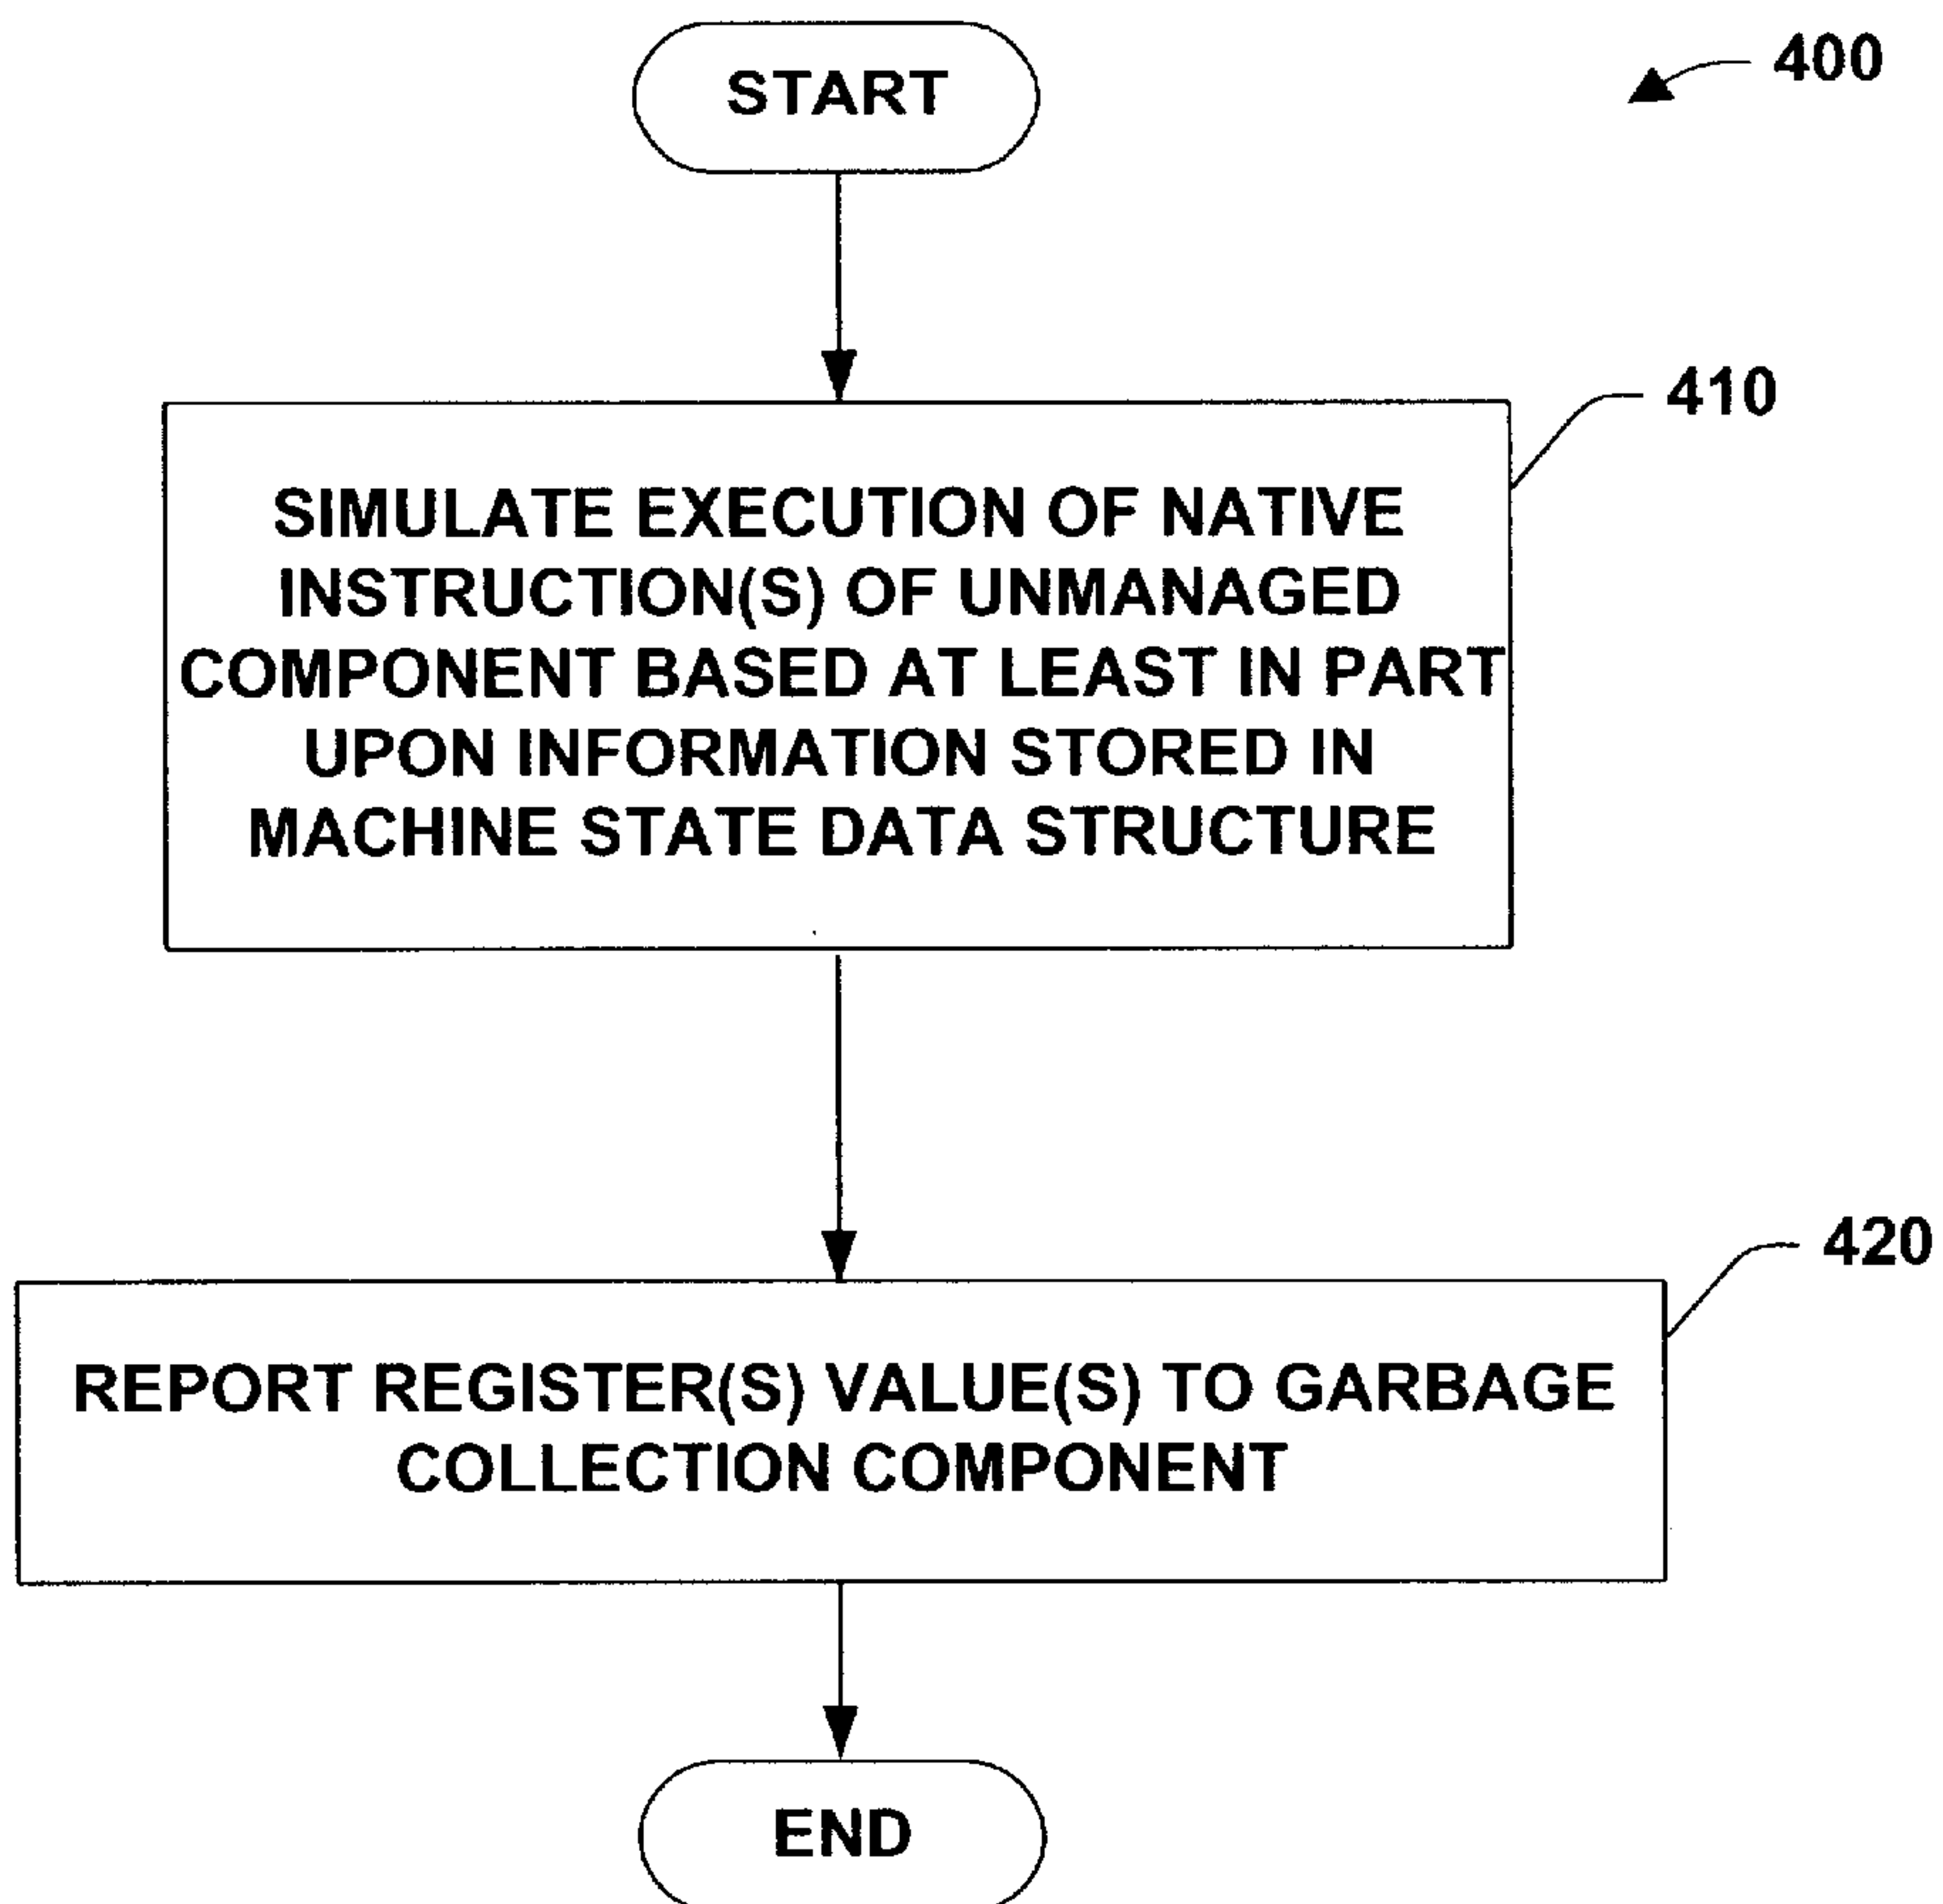 START
400
410
SIMULATE EXECUTION OF NATIVE
INSTRUCTION(S) OF UNMANAGED
COMPONENT BASED AT LEAST IN PART
UPON INFORMATION STORED IN
MACHINE STATE DATA STRUCTURE
420
REPORT REGISTER(S) VALUE(S) TO GARBAGE
COLLECTION COMPONENT
END